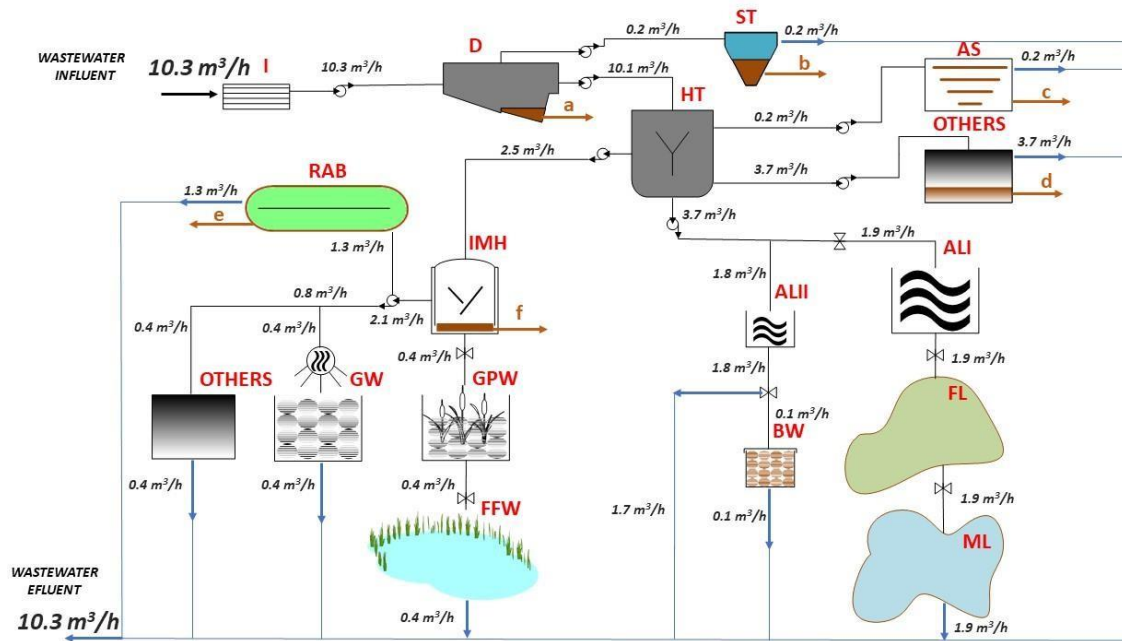 ST
WASTEWATER
INFLUENT
10.3 m³/h
I
10.3 m³/h
D
0.2 m³/h
0.2 m³/h
b
10.1 m³/h
a
HT
AS
0.2 m³/h
c
0.2 m³/h
OTHERS
3.7 m³/h
3.7 m³/h
d
2.5 m³/h
RAB
1.3 m³/h
e
1.3 m³/h
IMH
3.7 m³/h
1.9 m³/h
ALI
1.8 m³/h
ALII
0.8 m³/h
2.1 m³/h
f
0.4 m³/h
0.4 m³/h
0.4 m³/h
1.8 m³/h
1.9 m³/h
OTHERS
GW
GPW
FL
0.1 m³/h
BW
0.4 m³/h
0.4 m³/h
0.4 m³/h
FFW
1.7 m³/h
0.1 m³/h
1.9 m³/h
ML
WASTEWATER
EFLUENT
10.3 m³/h
0.4 m³/h
1.9 m³/h